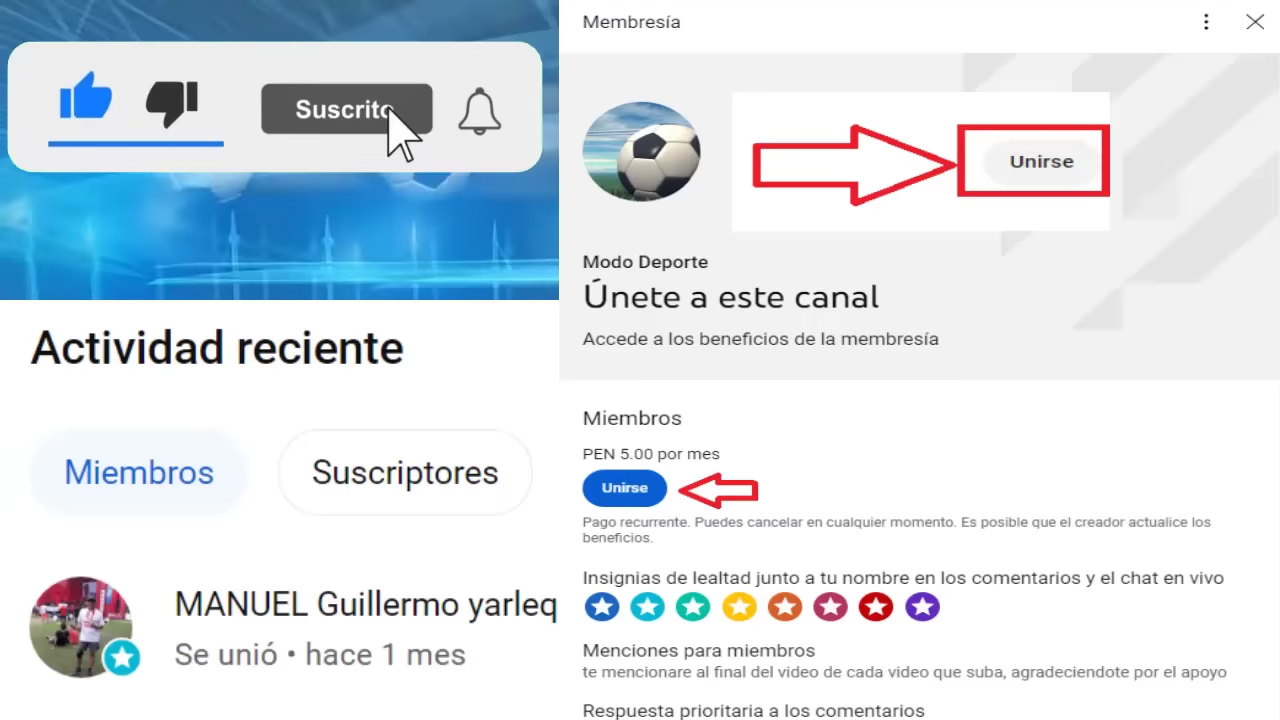 Suscrito
Actividad reciente
Miembros
Suscriptores
MANUEL Guillermo yarleq
Se unió • hace 1 mes
Membresía
Unirse
Modo Deporte
Únete a este canal
Accede a los beneficios de la membresía
Miembros
PEN 5.00 por mes
Unirse
Pago recurrente. Puedes cancelar en cualquier momento. Es posible que el creador actualice los
beneficios.
Insignias de lealtad junto a tu nombre en los comentarios y el chat en vivo
Menciones para miembros
te mencionare al final del video de cada video que suba, agradeciendote por el apoyo
Respuesta prioritaria a los comentarios